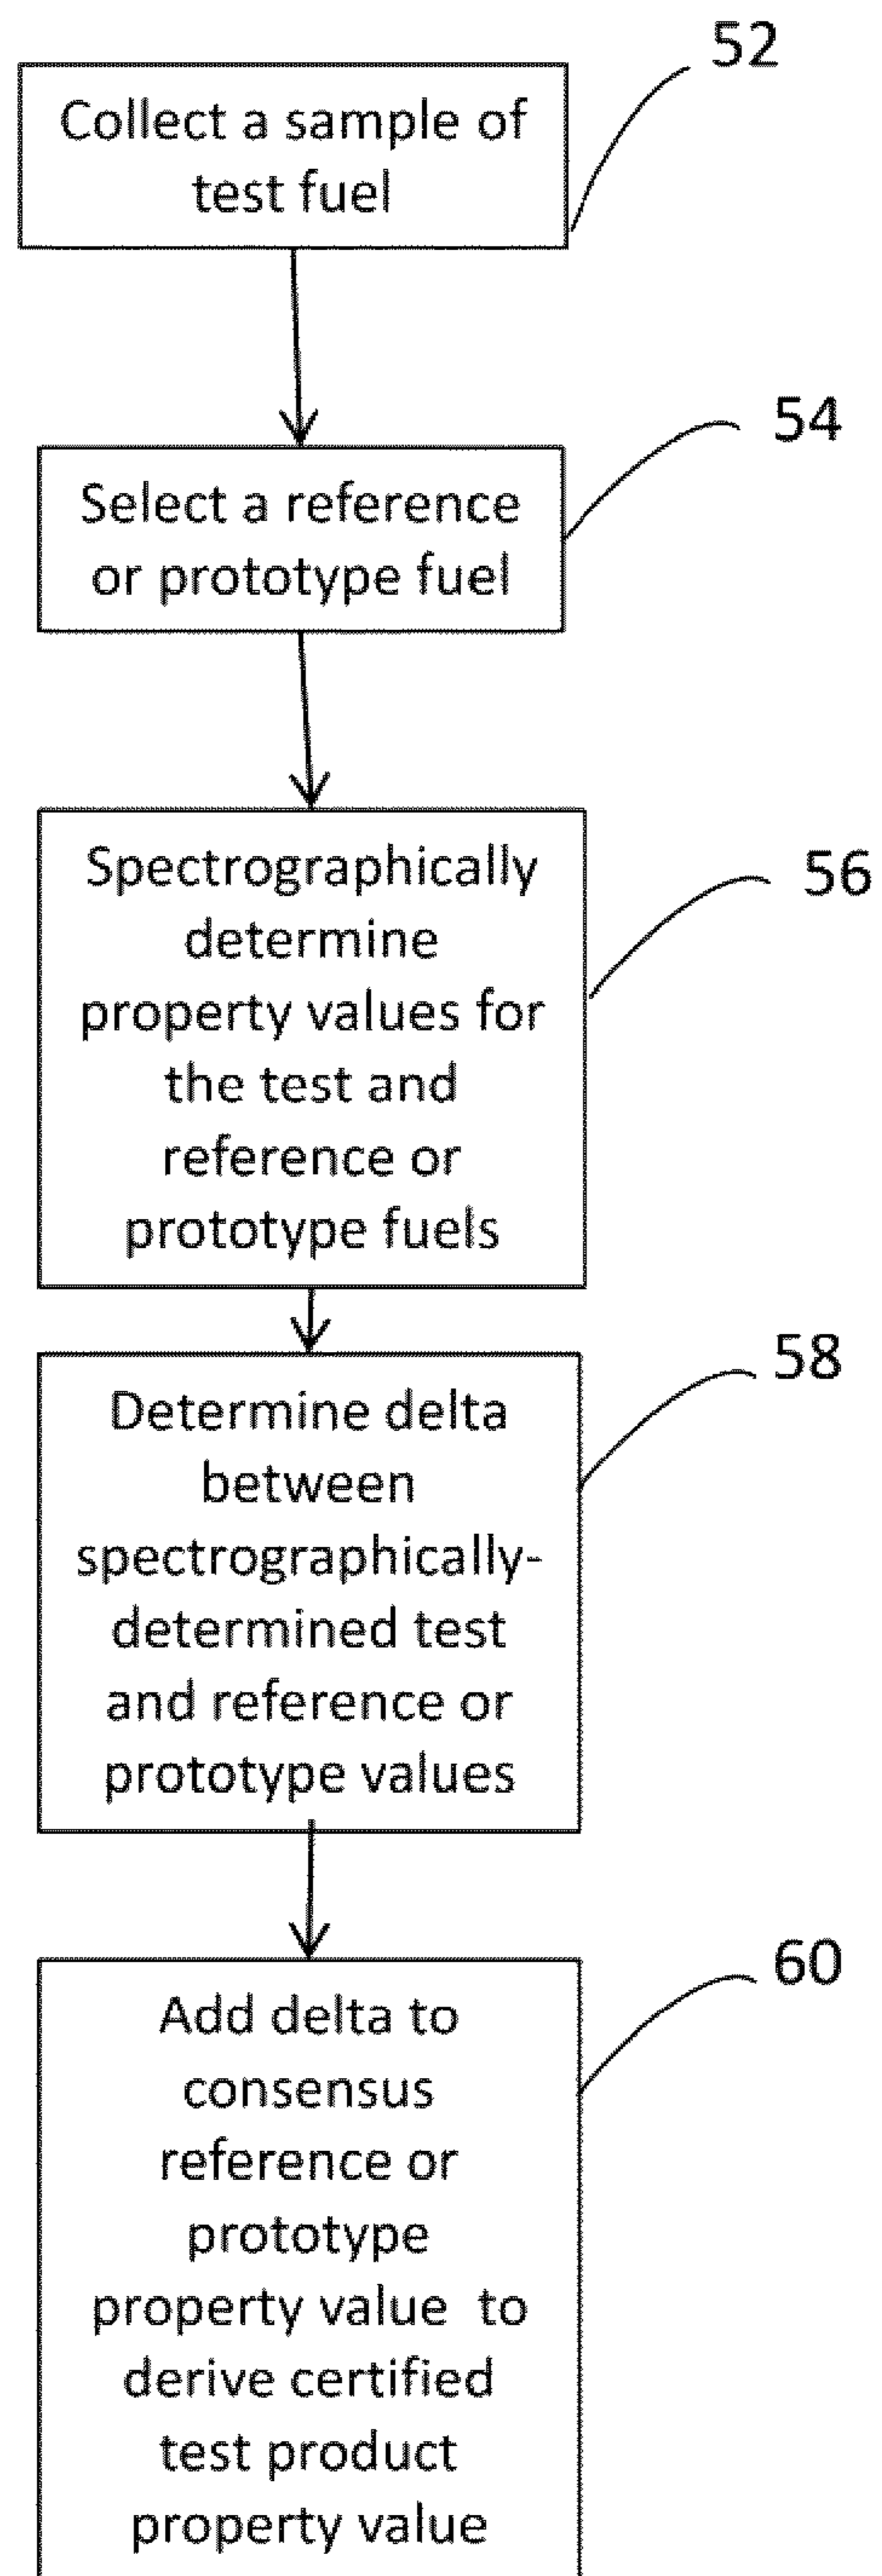 52
Collect a sample of
test fuel
54
Select a reference
or prototype fuel
56
Spectrographically
determine
property values for
the test and
reference or
prototype fuels
58
Determine delta
between
spectrographically-
determined test
and reference or
prototype values
60
Add delta to
consensus
reference or
prototype
property value to
derive certified
test product
property value